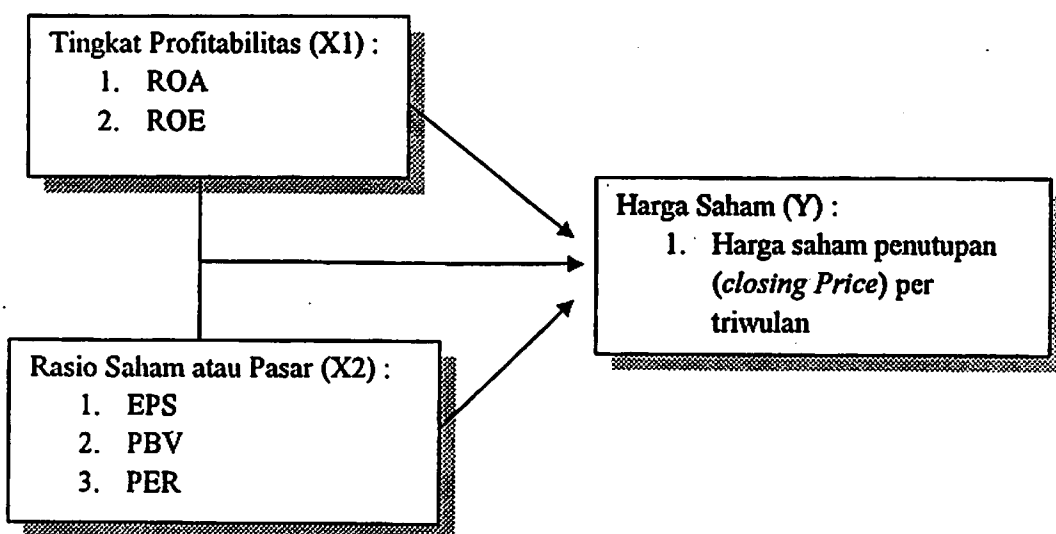 Tingkat Profitabilitas (X1) :
1. ROA
2. ROE
Harga Saham (Y) :
1. Harga saham penutupan
(closing Price) per
triwulan
Rasio Saham atau Pasar (X2) :
1. EPS
2. PBV
3. PER